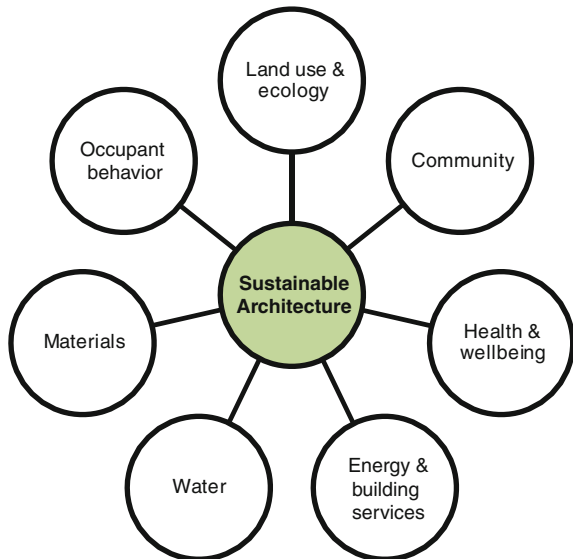 Land use &
ecology
Community
Health &
wellbeing
Energy &
building
services
Water
Materials
Occupant
behavior
Sustainable
Architecture